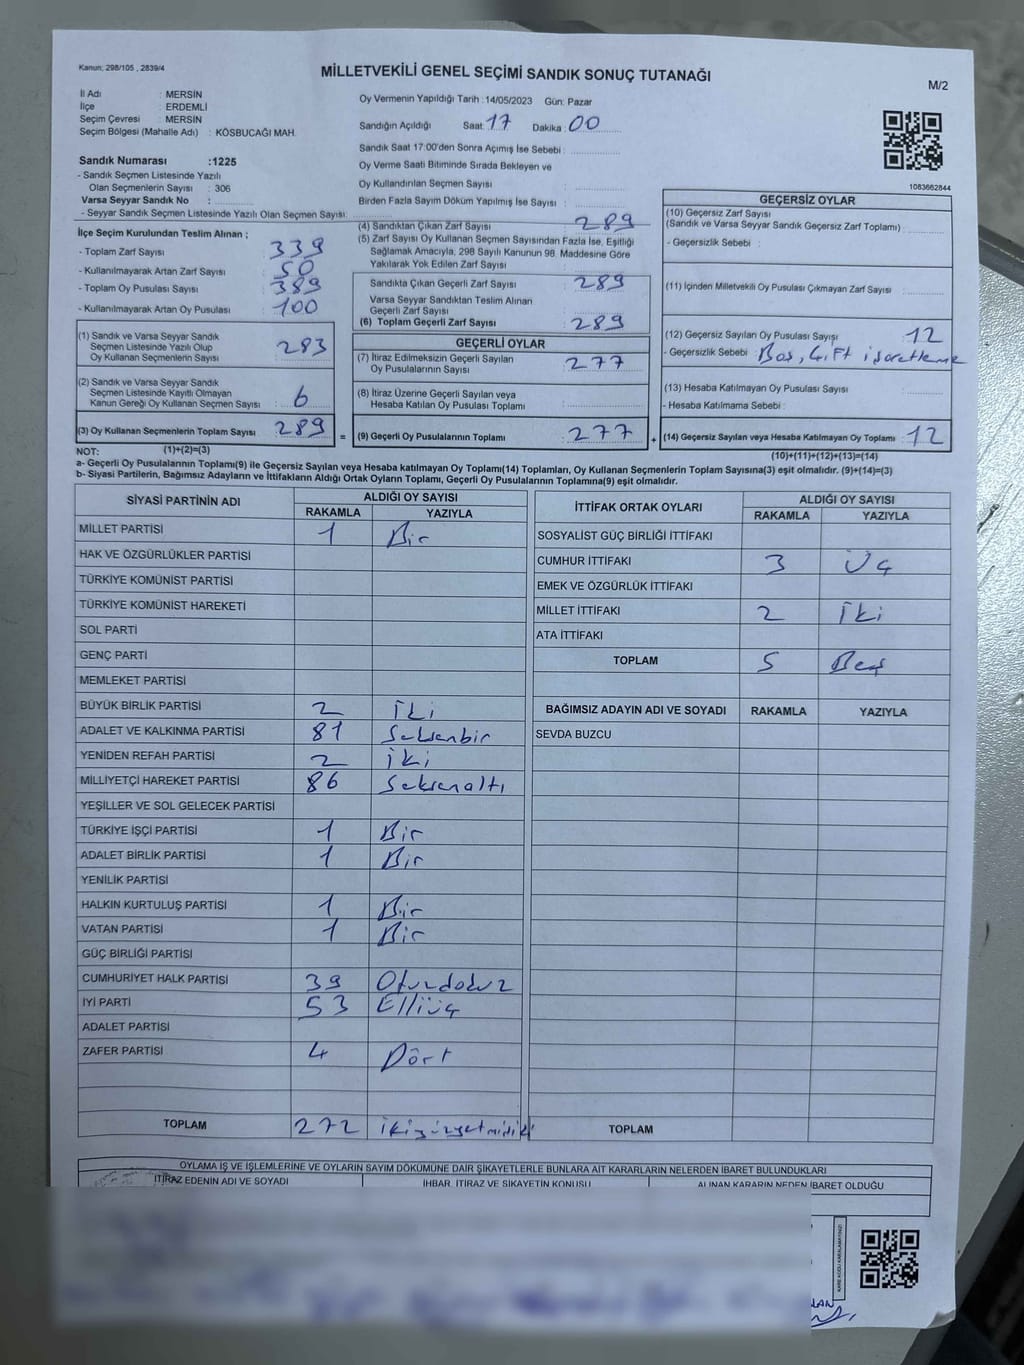 Kanun: 298/105 , 2839/4
MİLLETVEKİLİ GENEL SEÇİMİ SANDIK SONUÇ TUTANAĞI
M/2
İl Adı : MERSİN
İlçe : ERDEMLİ
Seçim Çevresi : MERSİN
Seçim Bölgesi (Mahalle Adı) : KÖSBUCAĞI MAH.
Sandık Numarası :1225
- Sandık Seçmen Listesinde Yazılı
Olan Seçmenlerin Sayısı : 306
Varsa Seyyar Sandık No :
- Seyyar Sandık Seçmen Listesinde Yazılı Olan Seçmen Sayısı:
Oy Vermenin Yapıldığı Tarih :14/05/2023 Gün: Pazar
Sandığın Açıldığı Saat: 17 Dakika: 00
Sandık Saat 17:00'den Sonra Açımış İse Sebebi :
Oy Verme Saati Bitiminde Sırada Bekleyen ve
Oy Kullandırılan Seçmen Sayısı :
Birden Fazla Sayım Döküm Yapılmış İse Sayısı :
1083662844
İlçe Seçim Kurulundan Teslim Alınan ;
- Toplam Zarf Sayısı : 339
- Kullanılmayarak Artan Zarf Sayısı : 50
- Toplam Oy Pusulası Sayısı : 389
- Kullanılmayarak Artan Oy Pusulası : 100
(1) Sandık ve Varsa Seyyar Sandık
Seçmen Listesinde Yazılı Olup
Oy Kullanan Seçmenlerin Sayısı : 283
(2) Sandık ve Varsa Seyyar Sandık
Seçmen Listesinde Kayıtlı Olmayan
Kanun Gereği Oy Kullanan Seçmen Sayısı : 6
(3) Oy Kullanan Seçmenlerin Toplam Sayısı : 289
(1)+(2)=(3)
(4) Sandıktan Çıkan Zarf Sayısı : 289
(5) Zarf Sayısı Oy Kullanan Seçmen Sayısından Fazla İse, Eşitliği
Sağlamak Amacıyla, 298 Sayılı Kanunun 98. Maddesine Göre
Yakılarak Yok Edilen Zarf Sayısı :
Sandıkta Çıkan Geçerli Zarf Sayısı : 289
Varsa Seyyar Sandıktan Teslim Alınan
Geçerli Zarf Sayısı :
(6) Toplam Geçerli Zarf Sayısı : 289
GEÇERLİ OYLAR
(7) İtiraz Edilmeksizin Geçerli Sayılan
Oy Pusulalarının Sayısı : 277
(8) İtiraz Üzerine Geçerli Sayılan veya
Hesaba Katılan Oy Pusulası Toplamı :
= (9) Geçerli Oy Pusulalarının Toplamı : 277
GEÇERSİZ OYLAR
(10) Geçersiz Zarf Sayısı
(Sandık ve Varsa Seyyar Sandık Geçersiz Zarf Toplamı) :
- Geçersizlik Sebebi :
(11) İçinden Milletvekili Oy Pusulası Çıkmayan Zarf Sayısı :
(12) Geçersiz Sayılan Oy Pusulası Sayısı : 12
- Geçersizlik Sebebi : Boş, Çift işaretleme
(13) Hesaba Katılmayan Oy Pusulası Sayısı :
- Hesaba Katılmama Sebebi :
+ (14) Geçersiz Sayılan veya Hesaba Katılmayan Oy Toplamı : 12
(10)+(11)+(12)+(13)=(14)
NOT:
a- Geçerli Oy Pusulalarının Toplamı(9) ile Geçersiz Sayılan veya Hesaba katılmayan Oy Toplamı(14) Toplamları, Oy Kullanan Seçmenlerin Toplam Sayısına(3) eşit olmalıdır. (9)+(14)=(3)
b- Siyasi Partilerin, Bağımsız Adayların ve İttifakların Aldığı Ortak Oyların Toplamı, Geçerli Oy Pusulalarının Toplamına(9) eşit olmalıdır.
SİYASİ PARTİNİN ADI ALDIĞI OY SAYISI
RAKAMLA YAZIYLA
MİLLET PARTİSİ 1 Bir
HAK VE ÖZGÜRLÜKLER PARTİSİ
TÜRKİYE KOMÜNİST PARTİSİ
TÜRKİYE KOMÜNİST HAREKETİ
SOL PARTİ
GENÇ PARTİ
MEMLEKET PARTİSİ
BÜYÜK BİRLİK PARTİSİ 2 İki
ADALET VE KALKINMA PARTİSİ 81 Seksenbir
YENİDEN REFAH PARTİSİ 2 iki
MİLLİYETÇİ HAREKET PARTİSİ 86 Seksenaltı
YEŞİLLER VE SOL GELECEK PARTİSİ
TÜRKİYE İŞÇİ PARTİSİ 1 Bir
ADALET BİRLİK PARTİSİ 1 Bir
YENİLİK PARTİSİ
HALKIN KURTULUŞ PARTİSİ 1 Bir
VATAN PARTİSİ 1 Bir
GÜÇ BİRLİĞİ PARTİSİ
CUMHURİYET HALK PARTİSİ 39 Otuzdokuz
İYİ PARTİ 53 Elliüç
ADALET PARTİSİ
ZAFER PARTİSİ 4 Dört
TOPLAM 272 ikiyüzyetmişiki
İTTİFAK ORTAK OYLARI ALDIĞI OY SAYISI
RAKAMLA YAZIYLA
SOSYALİST GÜÇ BİRLİĞİ İTTİFAKI
CUMHUR İTTİFAKI 3 Üç
EMEK VE ÖZGÜRLÜK İTTİFAKI
MİLLET İTTİFAKI 2 İki
ATA İTTİFAKI
TOPLAM 5 Beş
BAĞIMSIZ ADAYIN ADI VE SOYADI RAKAMLA YAZIYLA
SEVDA BUZCU
TOPLAM
OYLAMA İŞ VE İŞLEMLERİNE VE OYLARIN SAYIM DÖKÜMÜNE DAİR ŞİKAYETLERLE BUNLARA AİT KARARLARIN NELERDEN İBARET BULUNDUKLARI
İTİRAZ EDENİN ADI VE SOYADI İHBAR, İTİRAZ VE ŞİKAYETİN KONUSU ALINAN KARARIN NEDEN İBARET OLDUĞU